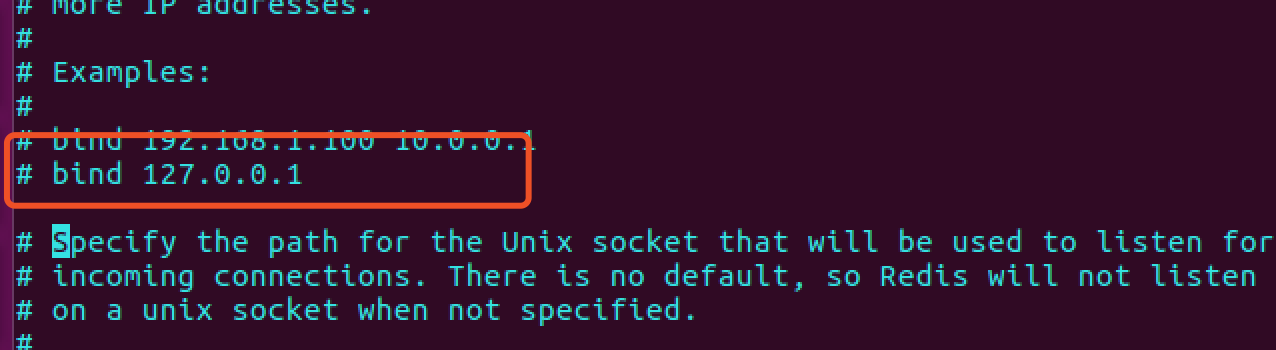 # more IP addresses.
#
# Examples:
#
# bind 192.168.1.100 10.0.0.1
# bind 127.0.0.1
# Specify the path for the Unix socket that will be used to listen for
# incoming connections. There is no default, so Redis will not listen
# on a unix socket when not specified.
#